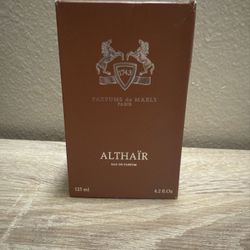 1743
PARFUMS de MARLY
PARIS
ALTHAÏR
EAU DE PARFUM
125 ml 4.2 fl.Oz